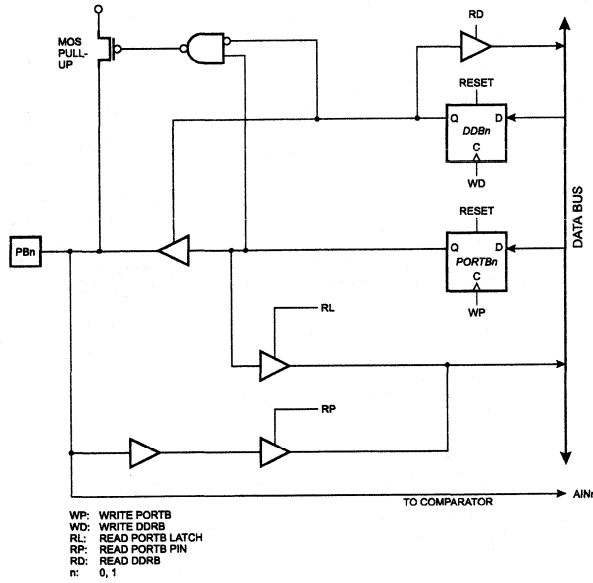 RD
MOS
PULL-
UP
RESET
Q D
DDBn
C
WD
RESET
Q D
PORTBn
C
WP
PBn
DATA BUS
RL
RP
TO COMPARATOR
AINn
WP: WRITE PORTB
WD: WRITE DDRB
RL: READ PORTB LATCH
RP: READ PORTB PIN
RD: READ DDRB
n: 0, 1